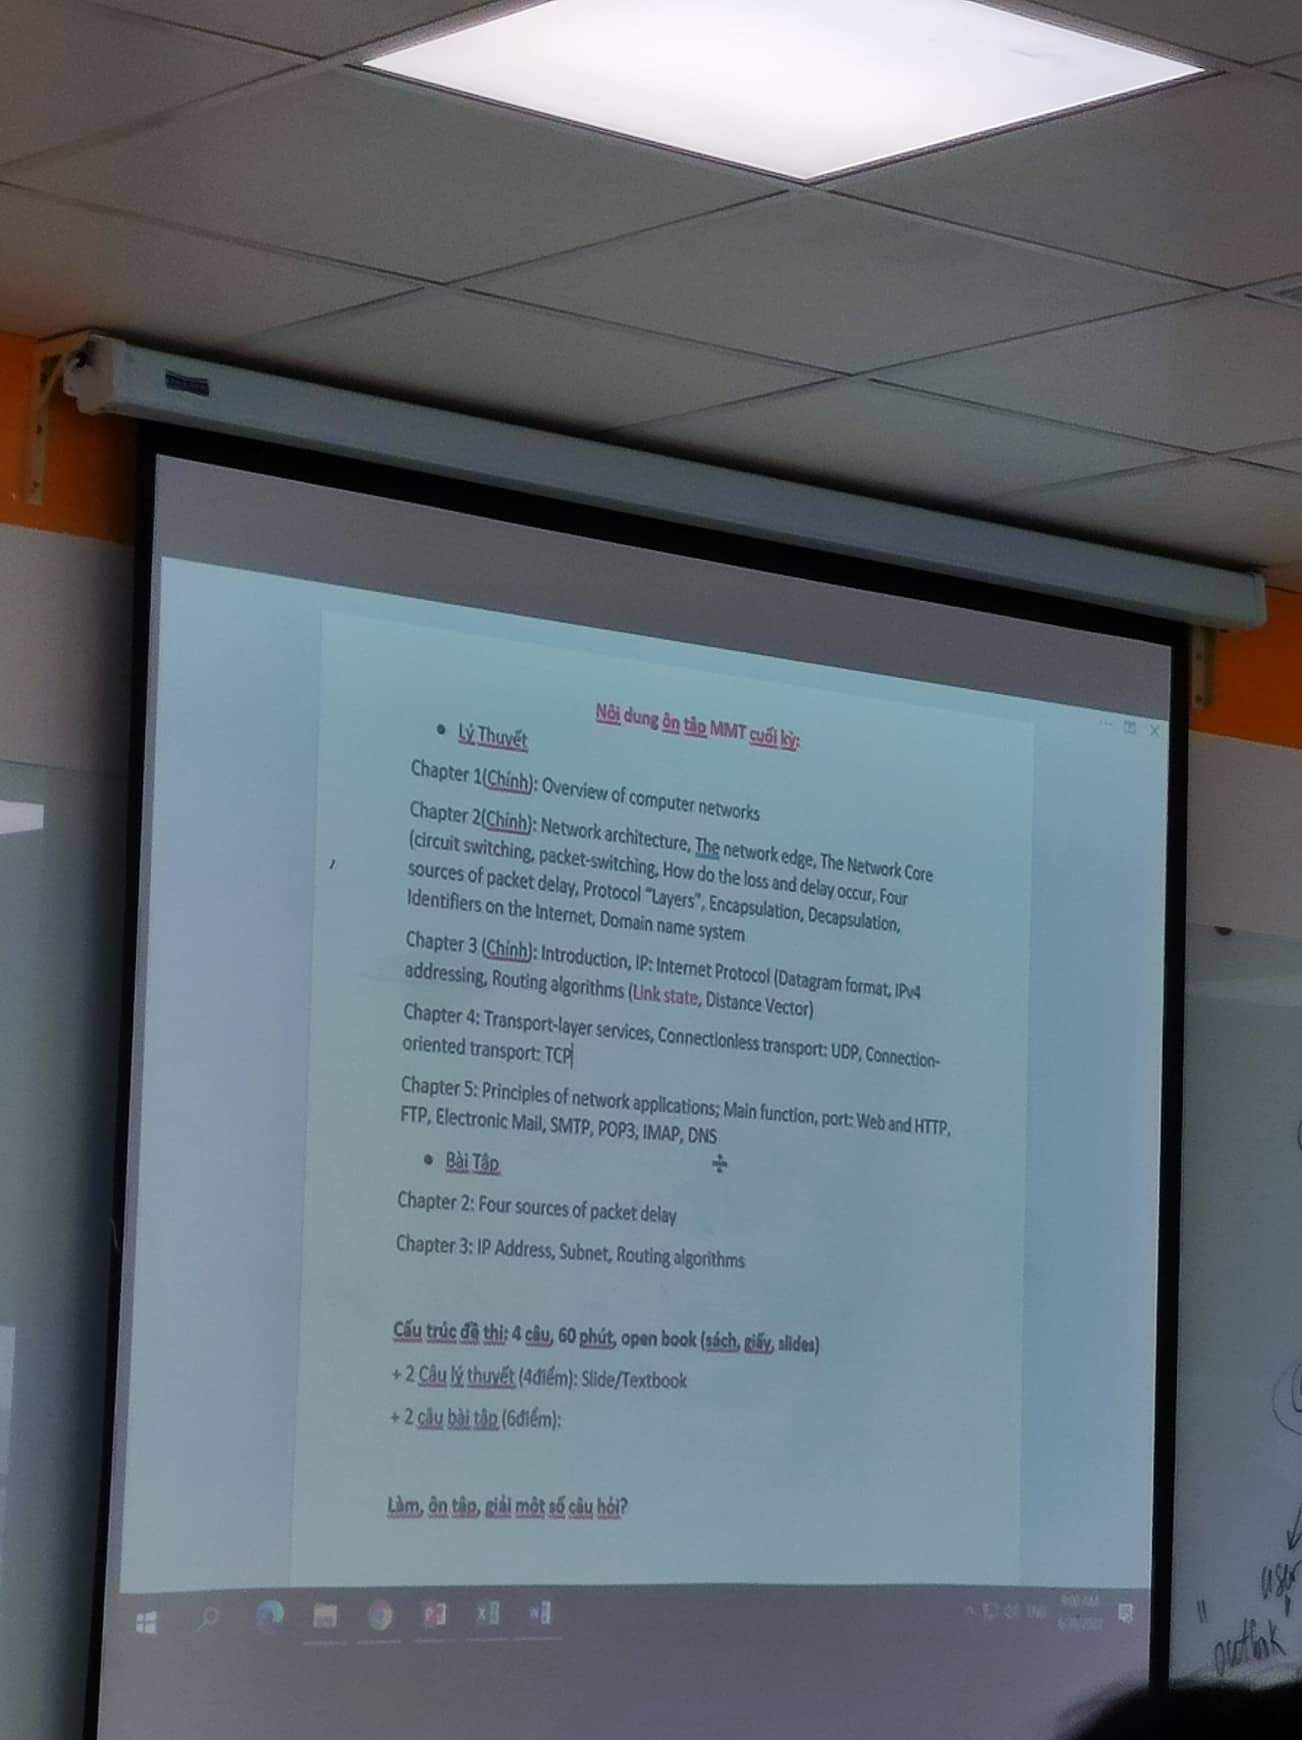 Nội dung ôn tập MMT cuối kỳ:
• Lý Thuyết
Chapter 1(Chính): Overview of computer networks
Chapter 2(Chính): Network architecture, The network edge, The Network Core
(circuit switching, packet-switching, How do the loss and delay occur, Four
sources of packet delay, Protocol “Layers”, Encapsulation, Decapsulation,
Identifiers on the Internet, Domain name system
Chapter 3 (Chính): Introduction, IP: Internet Protocol (Datagram format, IPv4
addressing, Routing algorithms (Link state, Distance Vector)
Chapter 4: Transport-layer services, Connectionless transport: UDP, Connection-
oriented transport: TCP
Chapter 5: Principles of network applications; Main function, port: Web and HTTP,
FTP, Electronic Mail, SMTP, POP3, IMAP, DNS
• Bài Tập
Chapter 2: Four sources of packet delay
Chapter 3: IP Address, Subnet, Routing algorithms
Cấu trúc đề thi: 4 câu, 60 phút, open book (sách, giấy, slides)
+ 2 Câu lý thuyết (4điểm): Slide/Textbook
+ 2 câu bài tập (6điểm):
Làm, ôn tập, giải một số câu hỏi?
ENG
9:00 AM
user